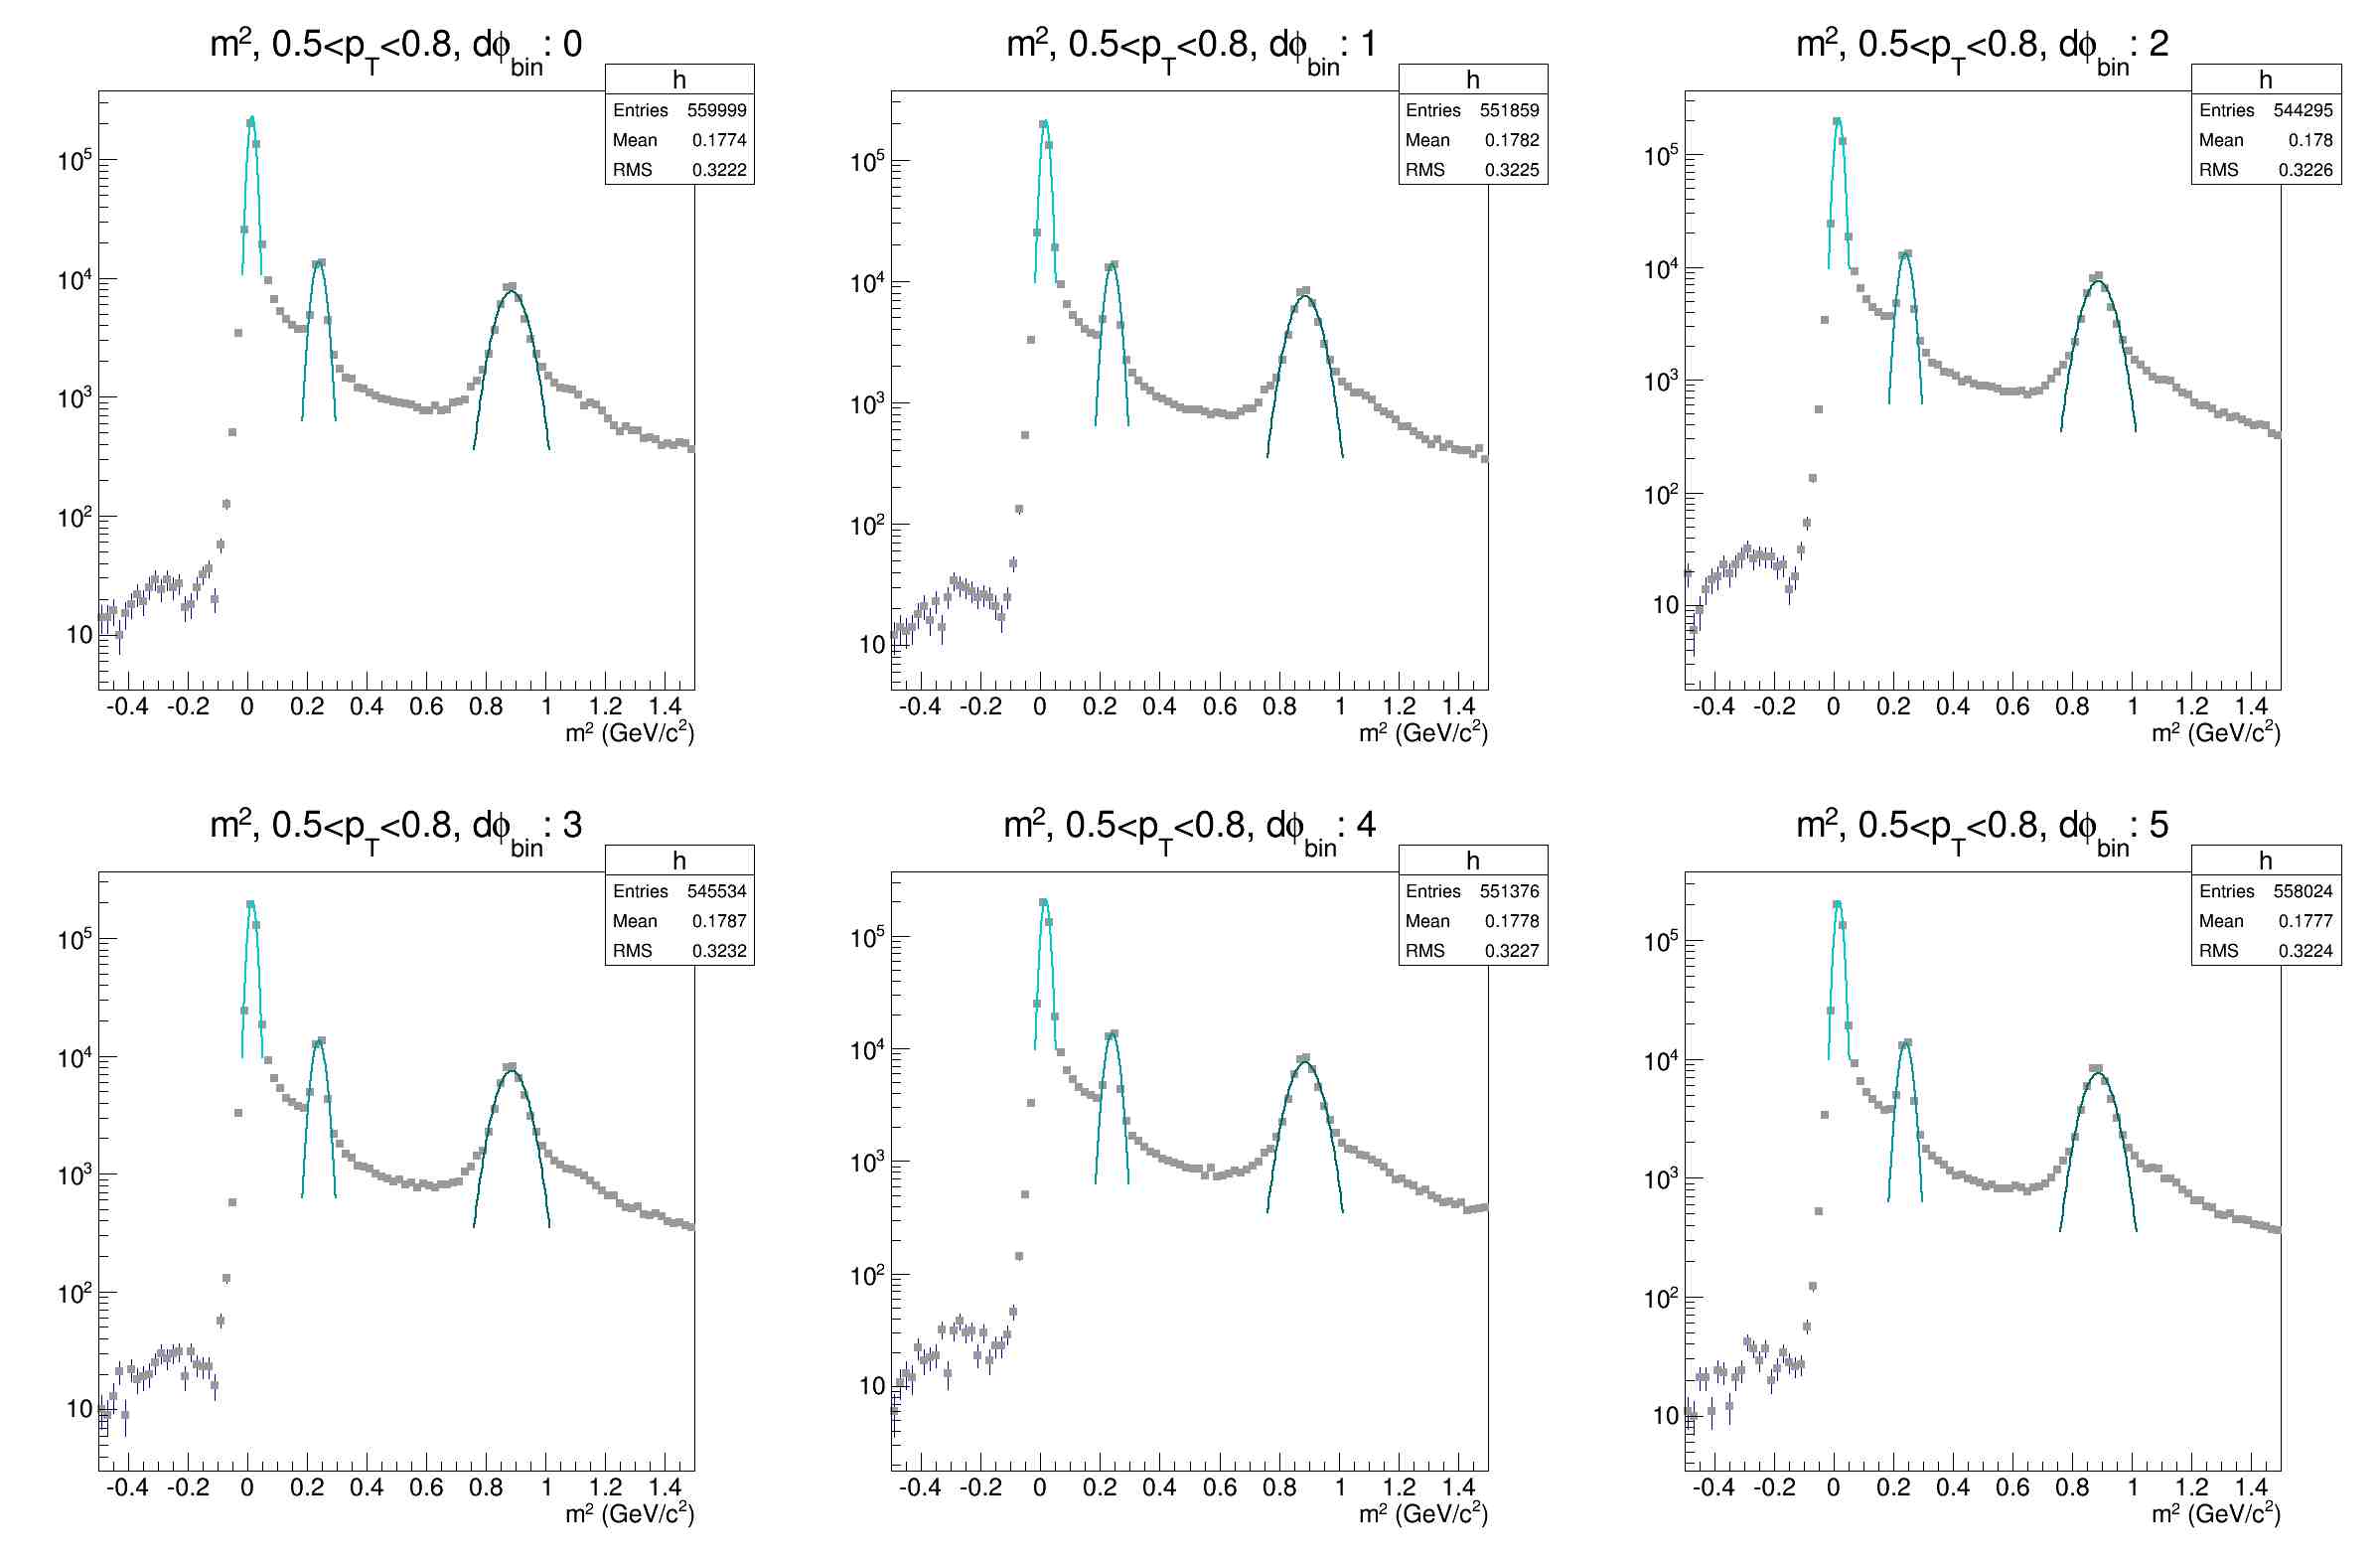 m², 0.5<p_T<0.8, dϕ_bin: 0
h
Entries 559999
Mean 0.1774
RMS 0.3222
10⁵
10⁴
10³
10²
10
-0.4 -0.2 0 0.2 0.4 0.6 0.8 1 1.2 1.4
m² (GeV/c²)
m², 0.5<p_T<0.8, dϕ_bin: 1
h
Entries 551859
Mean 0.1782
RMS 0.3225
10⁵
10⁴
10³
10²
10
-0.4 -0.2 0 0.2 0.4 0.6 0.8 1 1.2 1.4
m² (GeV/c²)
m², 0.5<p_T<0.8, dϕ_bin: 2
h
Entries 544295
Mean 0.178
RMS 0.3226
10⁵
10⁴
10³
10²
10
-0.4 -0.2 0 0.2 0.4 0.6 0.8 1 1.2 1.4
m² (GeV/c²)
m², 0.5<p_T<0.8, dϕ_bin: 3
h
Entries 545534
Mean 0.1787
RMS 0.3232
10⁵
10⁴
10³
10²
10
-0.4 -0.2 0 0.2 0.4 0.6 0.8 1 1.2 1.4
m² (GeV/c²)
m², 0.5<p_T<0.8, dϕ_bin: 4
h
Entries 551376
Mean 0.1778
RMS 0.3227
10⁵
10⁴
10³
10²
10
-0.4 -0.2 0 0.2 0.4 0.6 0.8 1 1.2 1.4
m² (GeV/c²)
m², 0.5<p_T<0.8, dϕ_bin: 5
h
Entries 558024
Mean 0.1777
RMS 0.3224
10⁵
10⁴
10³
10²
10
-0.4 -0.2 0 0.2 0.4 0.6 0.8 1 1.2 1.4
m² (GeV/c²)